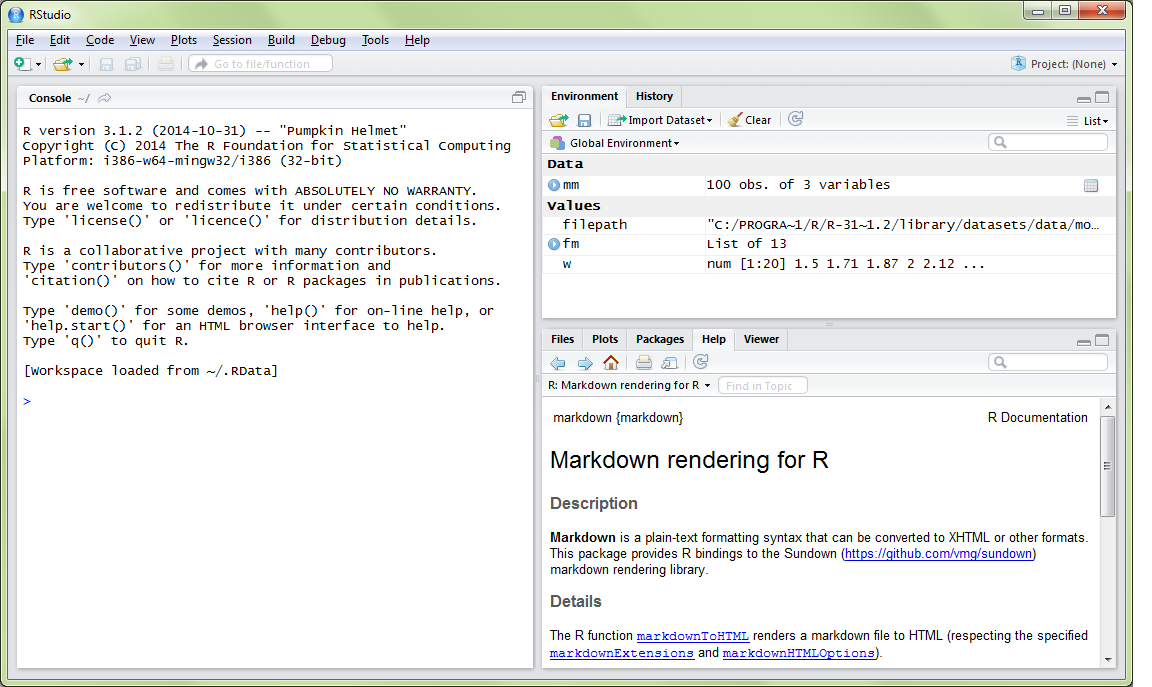 RStudio
File Edit Code View Plots Session Build Debug Tools Help
Go to file/function
Project: (None)
Console ~/
R version 3.1.2 (2014-10-31) -- "Pumpkin Helmet"
Copyright (C) 2014 The R Foundation for Statistical Computing
Platform: i386-w64-mingw32/i386 (32-bit)
R is free software and comes with ABSOLUTELY NO WARRANTY.
You are welcome to redistribute it under certain conditions.
Type 'license()' or 'licence()' for distribution details.
R is a collaborative project with many contributors.
Type 'contributors()' for more information and
'citation()' on how to cite R or R packages in publications.
Type 'demo()' for some demos, 'help()' for on-line help, or
'help.start()' for an HTML browser interface to help.
Type 'q()' to quit R.
[Workspace loaded from ~/.RData]
>
Environment History
Import Dataset Clear List
Global Environment
Data
mm 100 obs. of 3 variables
Values
filepath "C:/PROGRA~1/R/R-31~1.2/library/datasets/data/mo…
fm List of 13
w num [1:20] 1.5 1.71 1.87 2 2.12 ...
Files Plots Packages Help Viewer
R: Markdown rendering for R Find in Topic
markdown {markdown} R Documentation
Markdown rendering for R
Description
Markdown is a plain-text formatting syntax that can be converted to XHTML or other formats.
This package provides R bindings to the Sundown (https://github.com/vmg/sundown)
markdown rendering library.
Details
The R function markdownToHTML renders a markdown file to HTML (respecting the specified
markdownExtensions and markdownHTMLOptions).